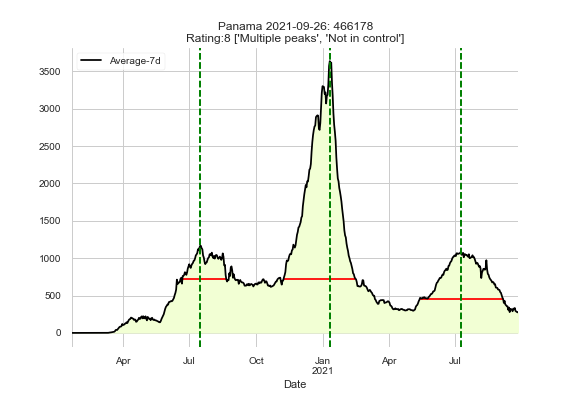 Panama 2021-09-26: 466178
Rating:8 ['Multiple peaks', 'Not in control']
Average-7d
3500
3000
2500
2000
1500
1000
500
0
Apr
Jul
Oct
Jan
2021
Apr
Jul
Date